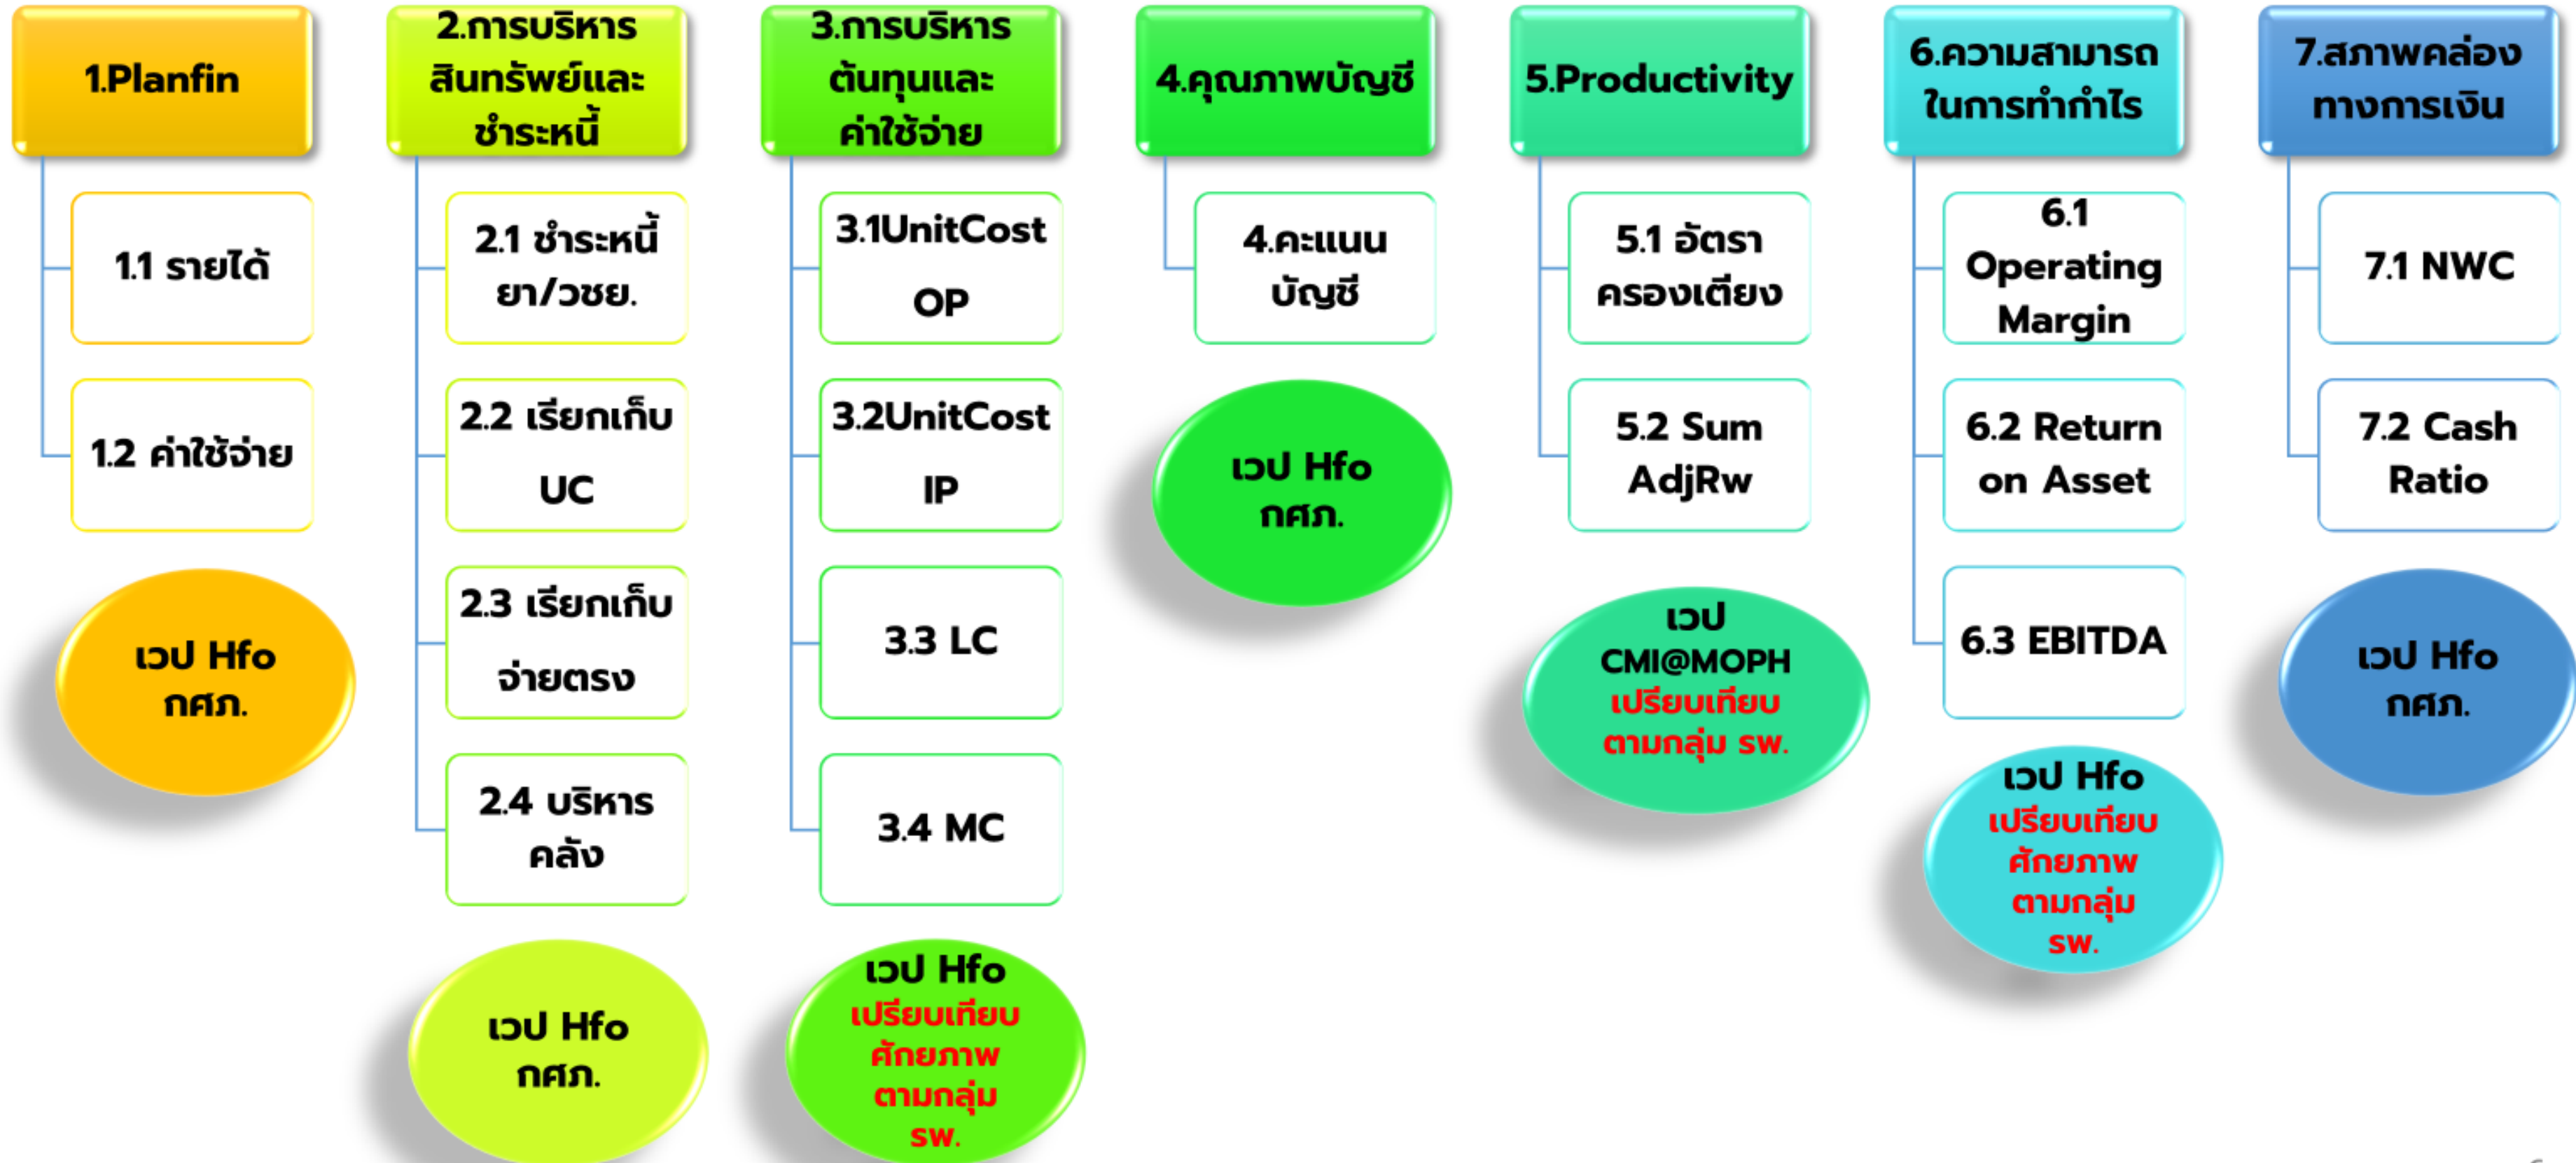 1.Planfin
1.1 รายได้
1.2 ค่าใช้จ่าย
เวป Hfo
กศภ.
2.การบริหาร
สินทรัพย์และ
ชำระหนี้
2.1 ชำระหนี้
ยา/วชย.
2.2 เรียกเก็บ
UC
2.3 เรียกเก็บ
จ่ายตรง
2.4 บริหาร
คลัง
เวป Hfo
กศภ.
3.การบริหาร
ต้นทุนและ
ค่าใช้จ่าย
3.1UnitCost
OP
3.2UnitCost
IP
3.3 LC
3.4 MC
เวป Hfo
เปรียบเทียบ
ศักยภาพ
ตามกลุ่ม
รพ.
4.คุณภาพบัญชี
4.คะแนน
บัญชี
เวป Hfo
กศภ.
5.Productivity
5.1 อัตรา
ครองเตียง
5.2 Sum
AdjRw
เวป
CMI@MOPH
เปรียบเทียบ
ตามกลุ่ม รพ.
6.ความสามารถ
ในการทำกำไร
6.1
Operating
Margin
6.2 Return
on Asset
6.3 EBITDA
เวป Hfo
เปรียบเทียบ
ศักยภาพ
ตามกลุ่ม
รพ.
7.สภาพคล่อง
ทางการเงิน
7.1 NWC
7.2 Cash
Ratio
เวป Hfo
กศภ.